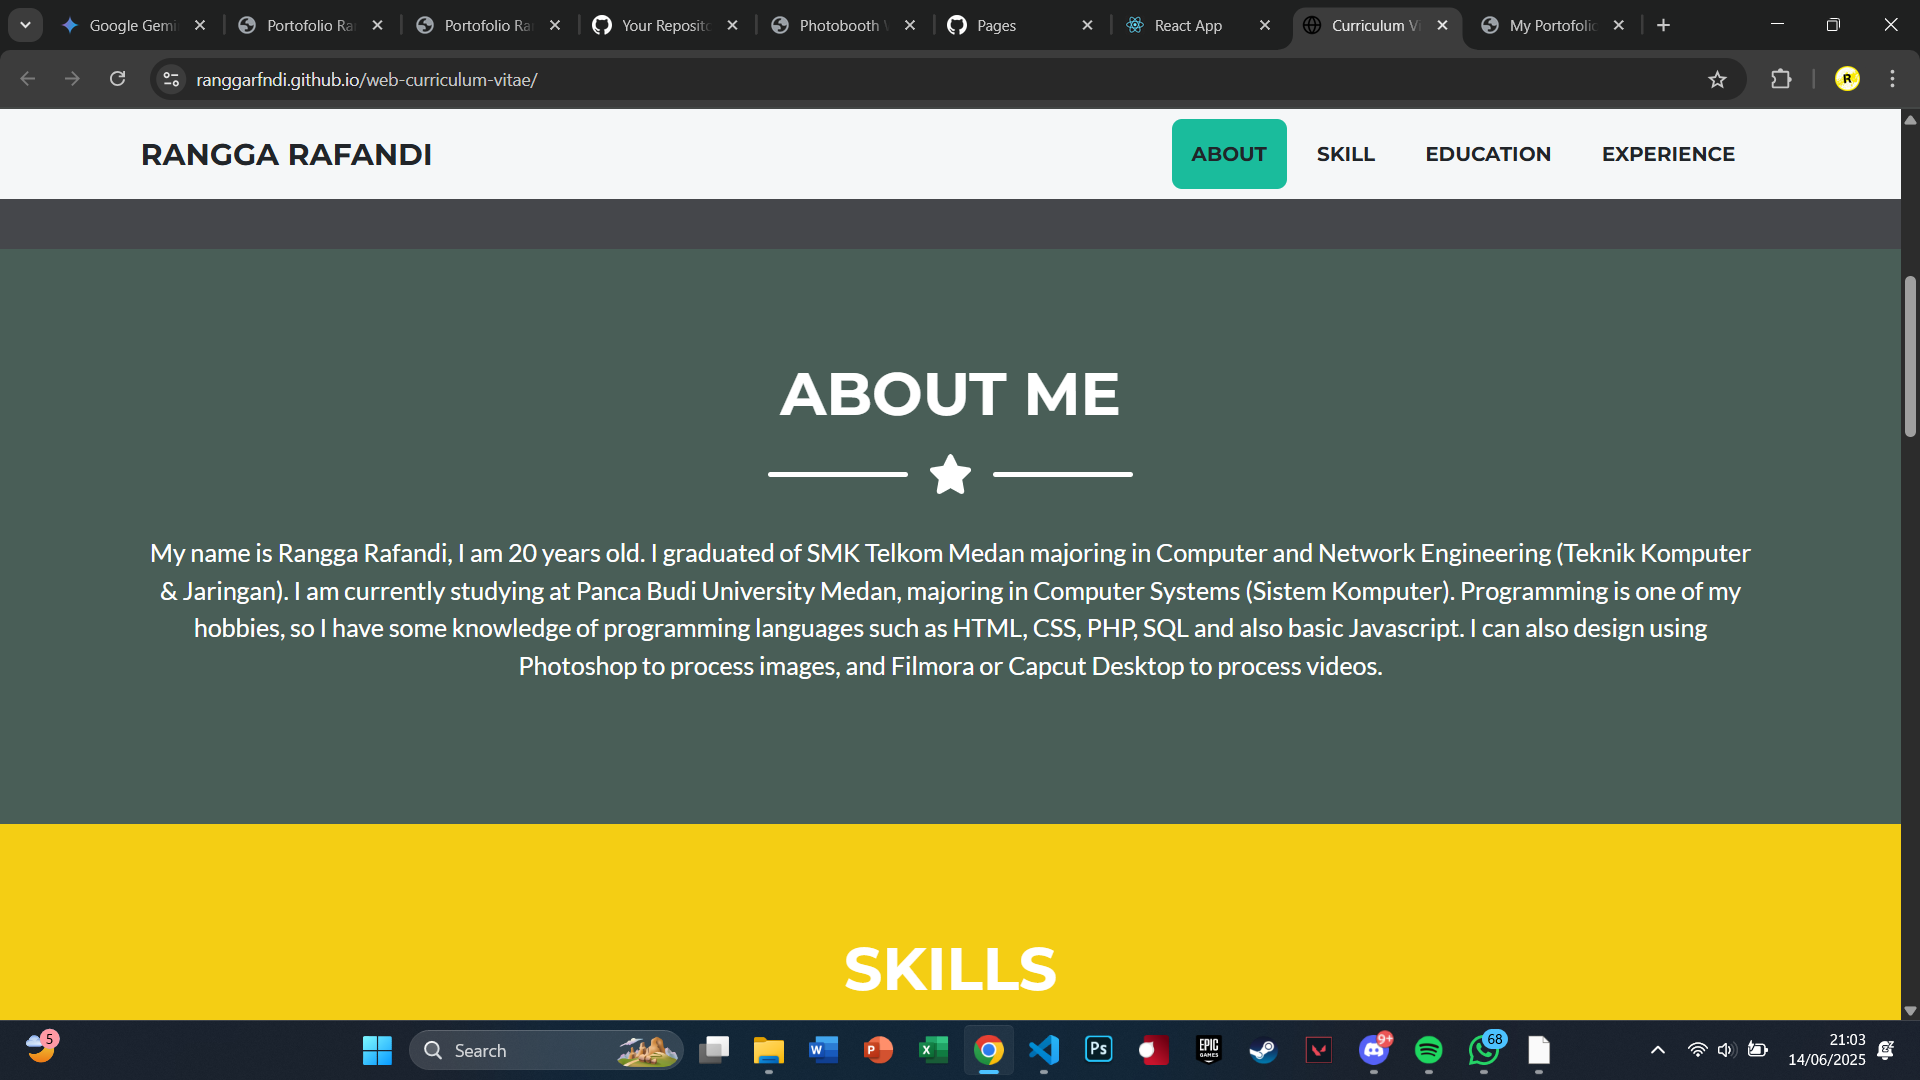 Google Gemi
Portofolio Ra
Portofolio Ra
Your Reposito
Photobooth
Pages
React App
Curriculum Vi
My Portofolio
ranggarfndi.github.io/web-curriculum-vitae/
R
RANGGA RAFANDI
ABOUT
SKILL
EDUCATION
EXPERIENCE
ABOUT ME
My name is Rangga Rafandi, I am 20 years old. I graduated of SMK Telkom Medan majoring in Computer and Network Engineering (Teknik Komputer
& Jaringan). I am currently studying at Panca Budi University Medan, majoring in Computer Systems (Sistem Komputer). Programming is one of my
hobbies, so I have some knowledge of programming languages such as HTML, CSS, PHP, SQL and also basic Javascript. I can also design using
Photoshop to process images, and Filmora or Capcut Desktop to process videos.
SKILLS
5
Search
W
P
X
Ps
EPIC
GAMES
9+
68
21:03
14/06/2025